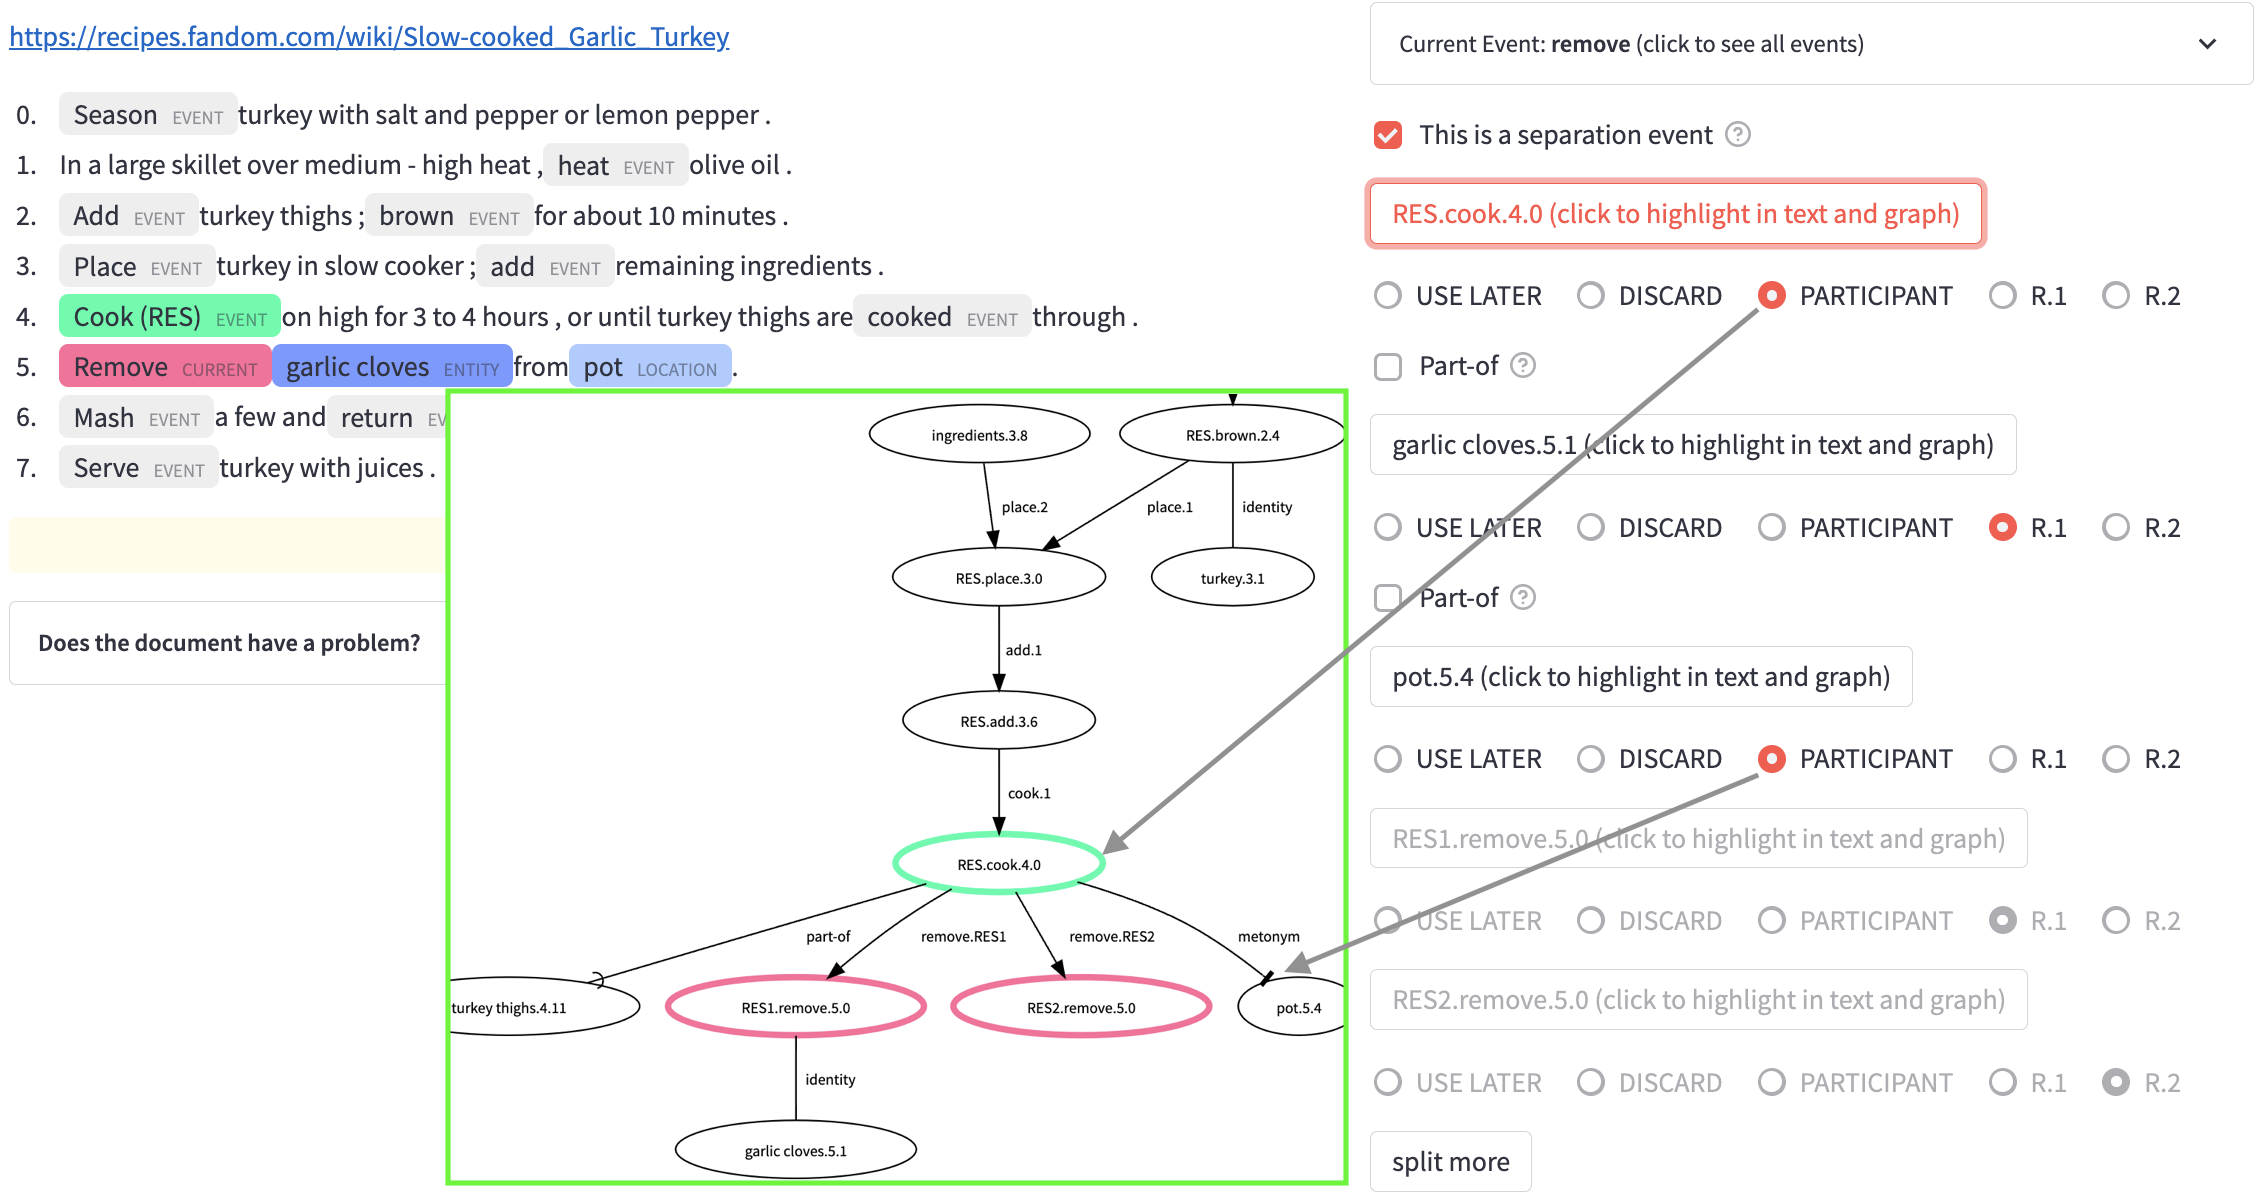 https://recipes.fandom.com/wiki/Slow-cooked_Garlic_Turkey
0. Season EVENT turkey with salt and pepper or lemon pepper .
1. In a large skillet over medium - high heat , heat EVENT olive oil .
2. Add EVENT turkey thighs ; brown EVENT for about 10 minutes .
3. Place EVENT turkey in slow cooker ; add EVENT remaining ingredients .
4. Cook (RES) EVENT on high for 3 to 4 hours , or until turkey thighs are cooked EVENT through .
5. Remove CURRENT garlic cloves ENTITY from pot LOCATION .
6. Mash EVENT a few and return EV
7. Serve EVENT turkey with juices .
Does the document have a problem?
ingredients.3.8
RES.brown.2.4
place.2
place.1
identity
RES.place.3.0
turkey.3.1
add.1
RES.add.3.6
cook.1
RES.cook.4.0
part-of
remove.RES1
remove.RES2
metonym
turkey thighs.4.11
RES1.remove.5.0
RES2.remove.5.0
pot.5.4
identity
garlic cloves.5.1
Current Event: remove (click to see all events)
This is a separation event ?
RES.cook.4.0 (click to highlight in text and graph)
USE LATER DISCARD PARTICIPANT R.1 R.2
Part-of ?
garlic cloves.5.1 (click to highlight in text and graph)
USE LATER DISCARD PARTICIPANT R.1 R.2
Part-of ?
pot.5.4 (click to highlight in text and graph)
USE LATER DISCARD PARTICIPANT R.1 R.2
RES1.remove.5.0 (click to highlight in text and graph)
USE LATER DISCARD PARTICIPANT R.1 R.2
RES2.remove.5.0 (click to highlight in text and graph)
USE LATER DISCARD PARTICIPANT R.1 R.2
split more